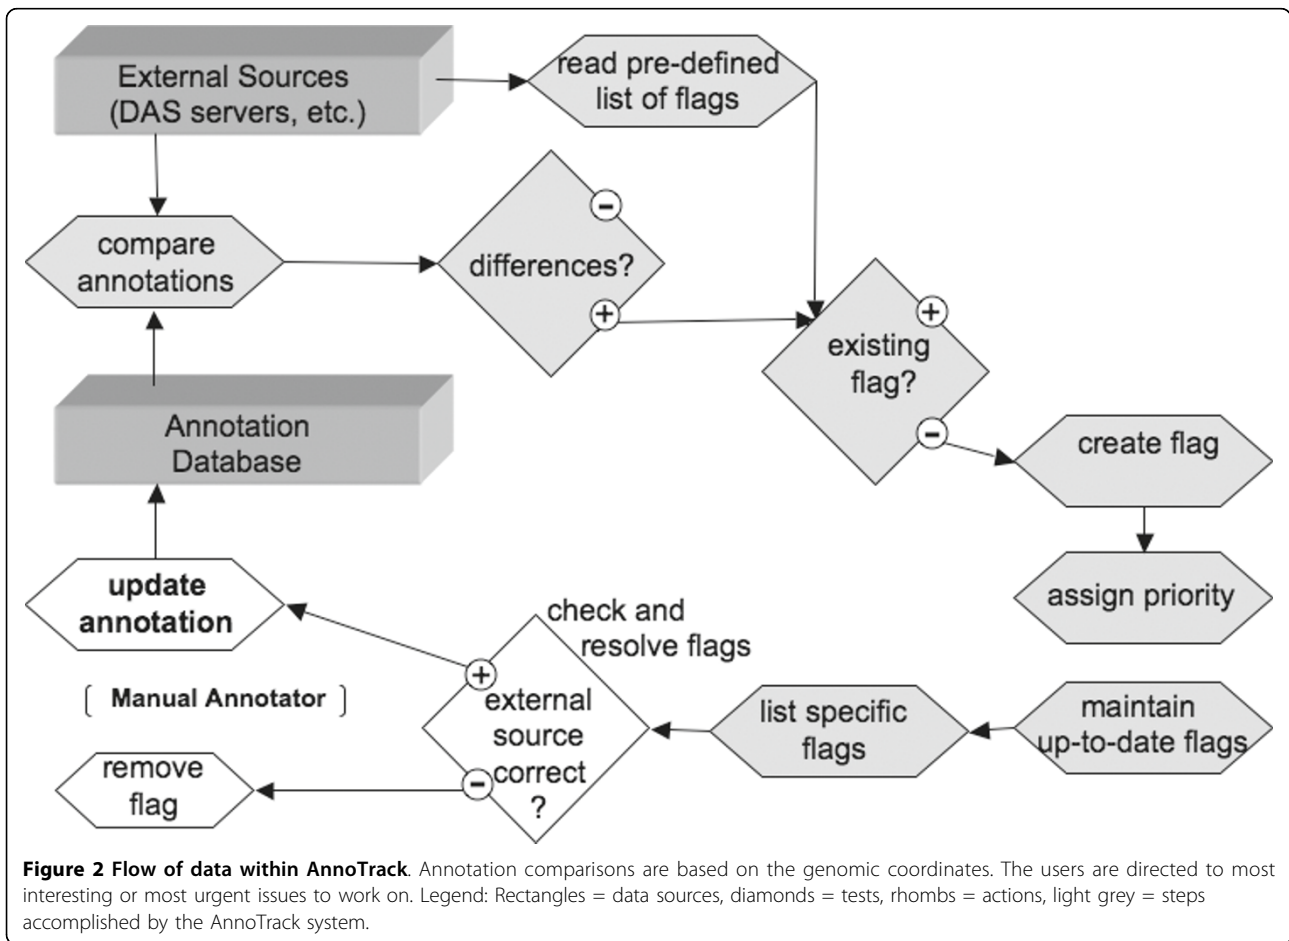 External Sources
(DAS servers, etc.)
read pre-defined
list of flags
compare
annotations
differences?
−
+
existing
flag?
+
−
Annotation
Database
create flag
assign priority
update
annotation
check and
resolve flags
+
external
source
correct
?
−
list specific
flags
maintain
up-to-date flags
[ Manual Annotator ]
remove
flag
Figure 2 Flow of data within AnnoTrack. Annotation comparisons are based on the genomic coordinates. The users are directed to most
interesting or most urgent issues to work on. Legend: Rectangles = data sources, diamonds = tests, rhombs = actions, light grey = steps
accomplished by the AnnoTrack system.